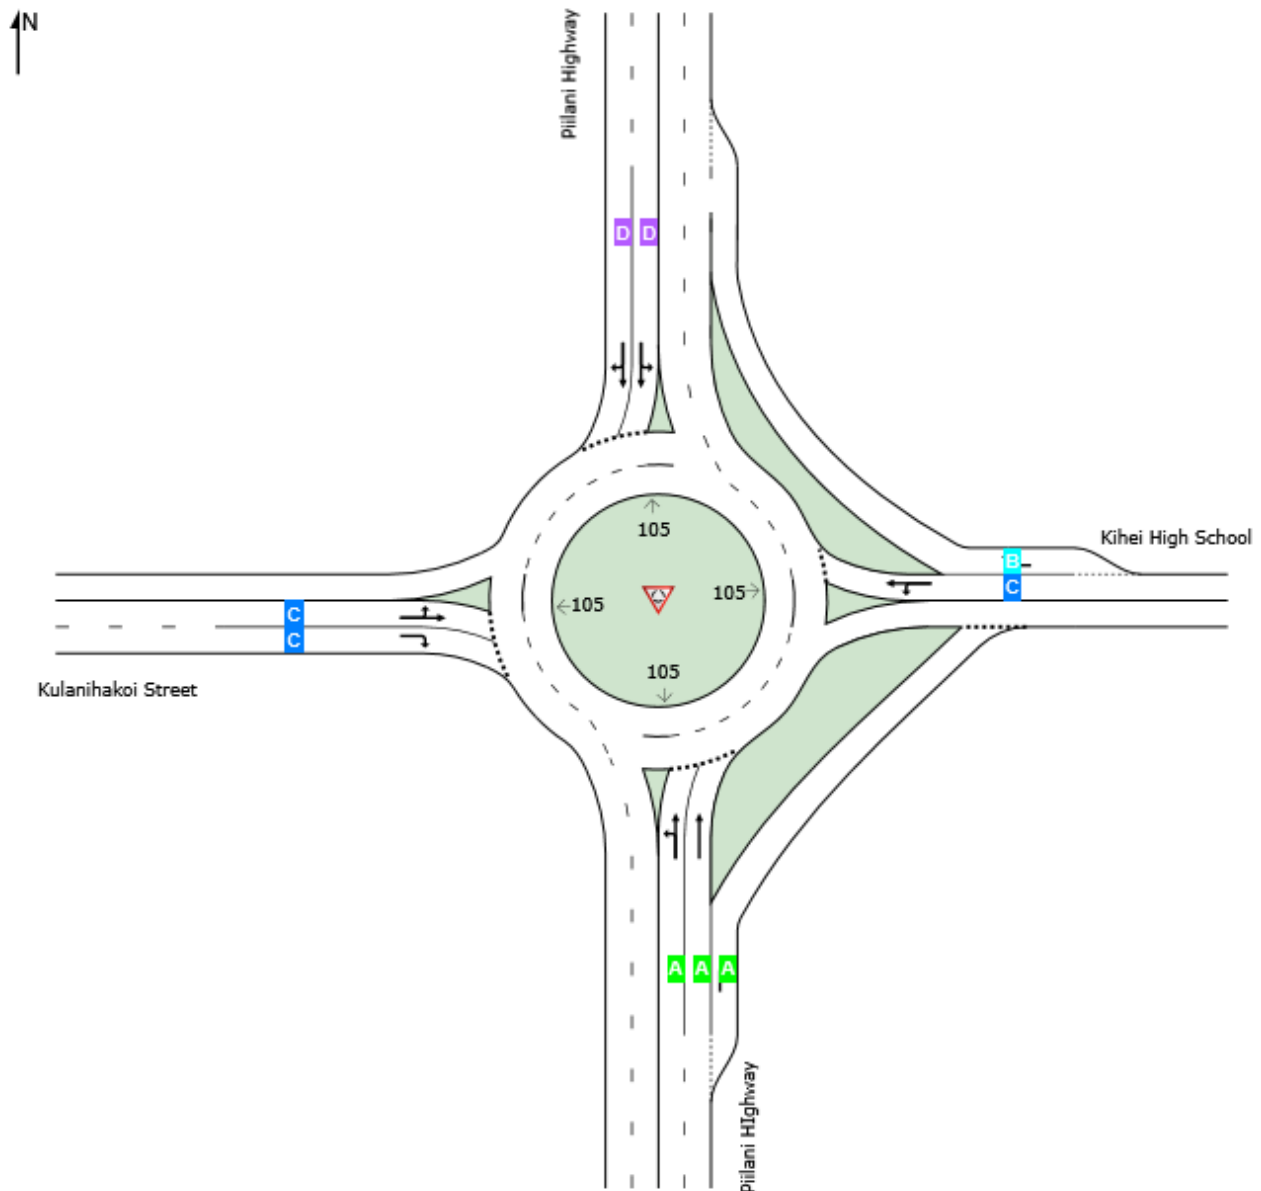 N
Piilani Highway
D D
105
Kihei High School
B
C
105
105
C
C
105
Kulanihakoi Street
A A A
Piilani HIghway